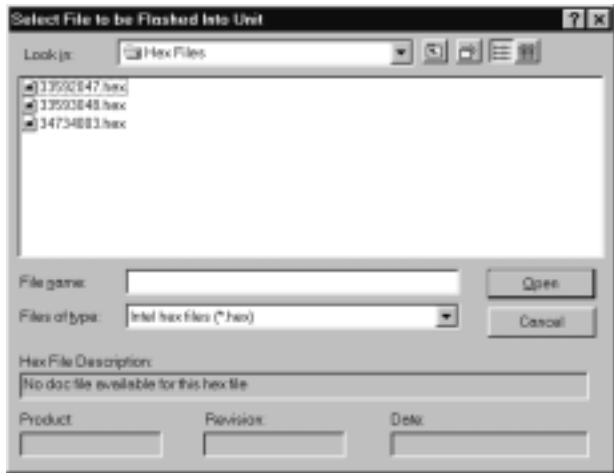 Select File to be Flashed Into Unit
Look in: Hex Files
33592047.hex
33593048.hex
34734003.hex
File name:
Open
Files of type: Intel hex files (*.hex)
Cancel
Hex File Description:
No doc file available for this hex file
Product: Revision: Date: